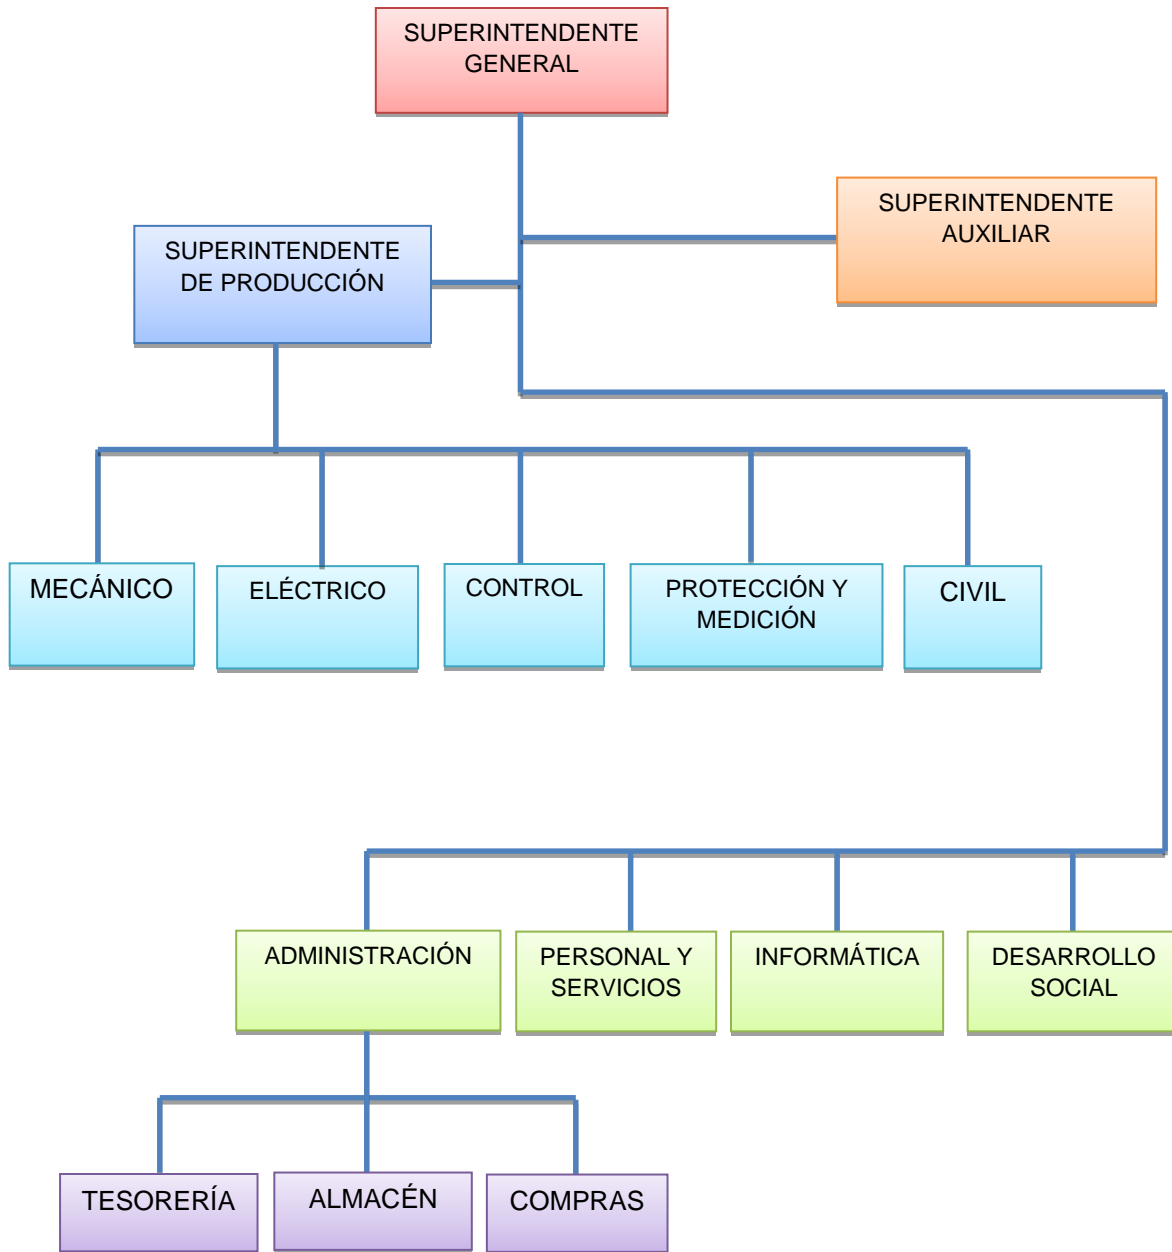 SUPERINTENDENTE
GENERAL
SUPERINTENDENTE
AUXILIAR
SUPERINTENDENTE
DE PRODUCCIÓN
MECÁNICO
ELÉCTRICO
CONTROL
PROTECCIÓN Y
MEDICIÓN
CIVIL
ADMINISTRACIÓN
PERSONAL Y
SERVICIOS
INFORMÁTICA
DESARROLLO
SOCIAL
TESORERÍA
ALMACÉN
COMPRAS